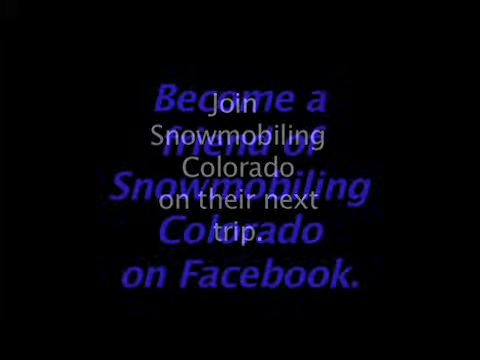 Become a
friend of
Snowmobiling
Colorado
on Facebook.
Join
Snowmobiling
Colorado
on their next
trip.